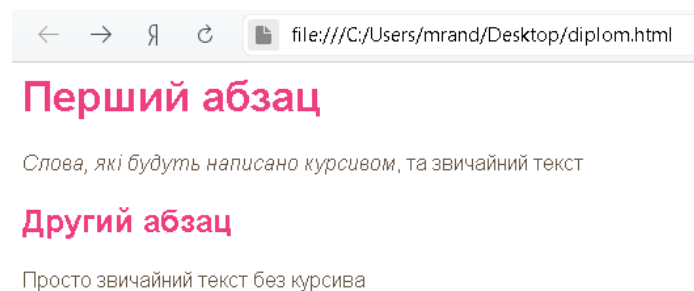 Я file:///C:/Users/mrand/Desktop/diplom.html
Перший абзац
Слова, які будуть написано курсивом, та звичайний текст
Другий абзац
Просто звичайний текст без курсива